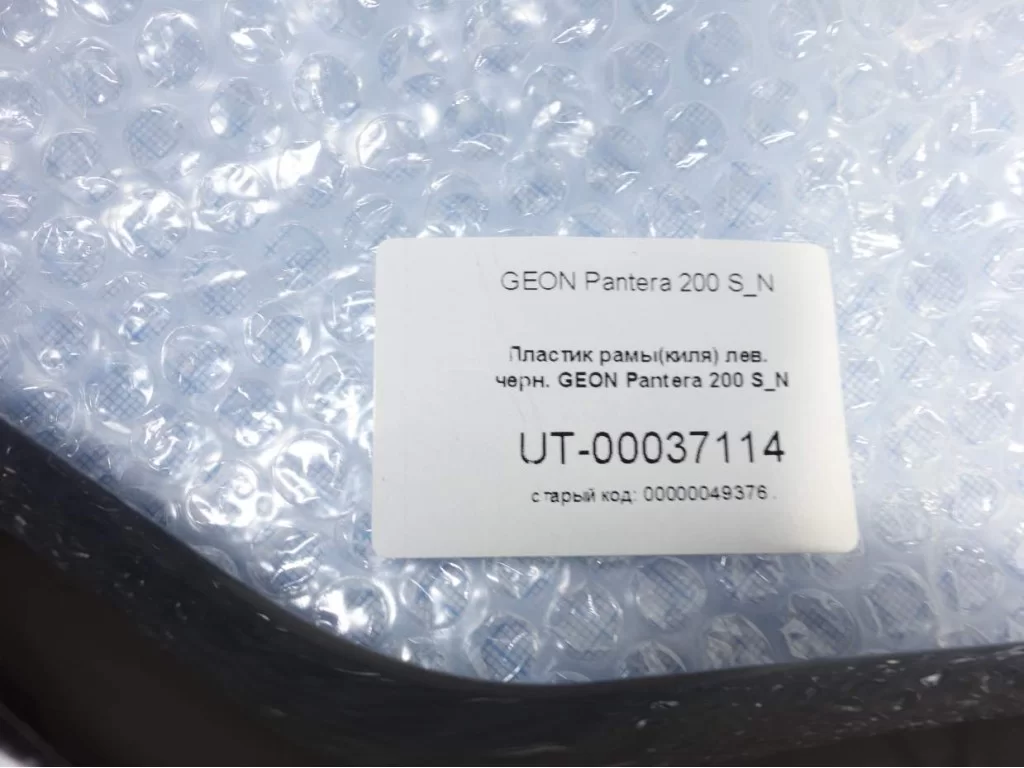 GEON Pantera 200 S_N
Пластик рамы(киля) лев.
черн. GEON Pantera 200 S_N
UT-00037114
старый код: 00000049376